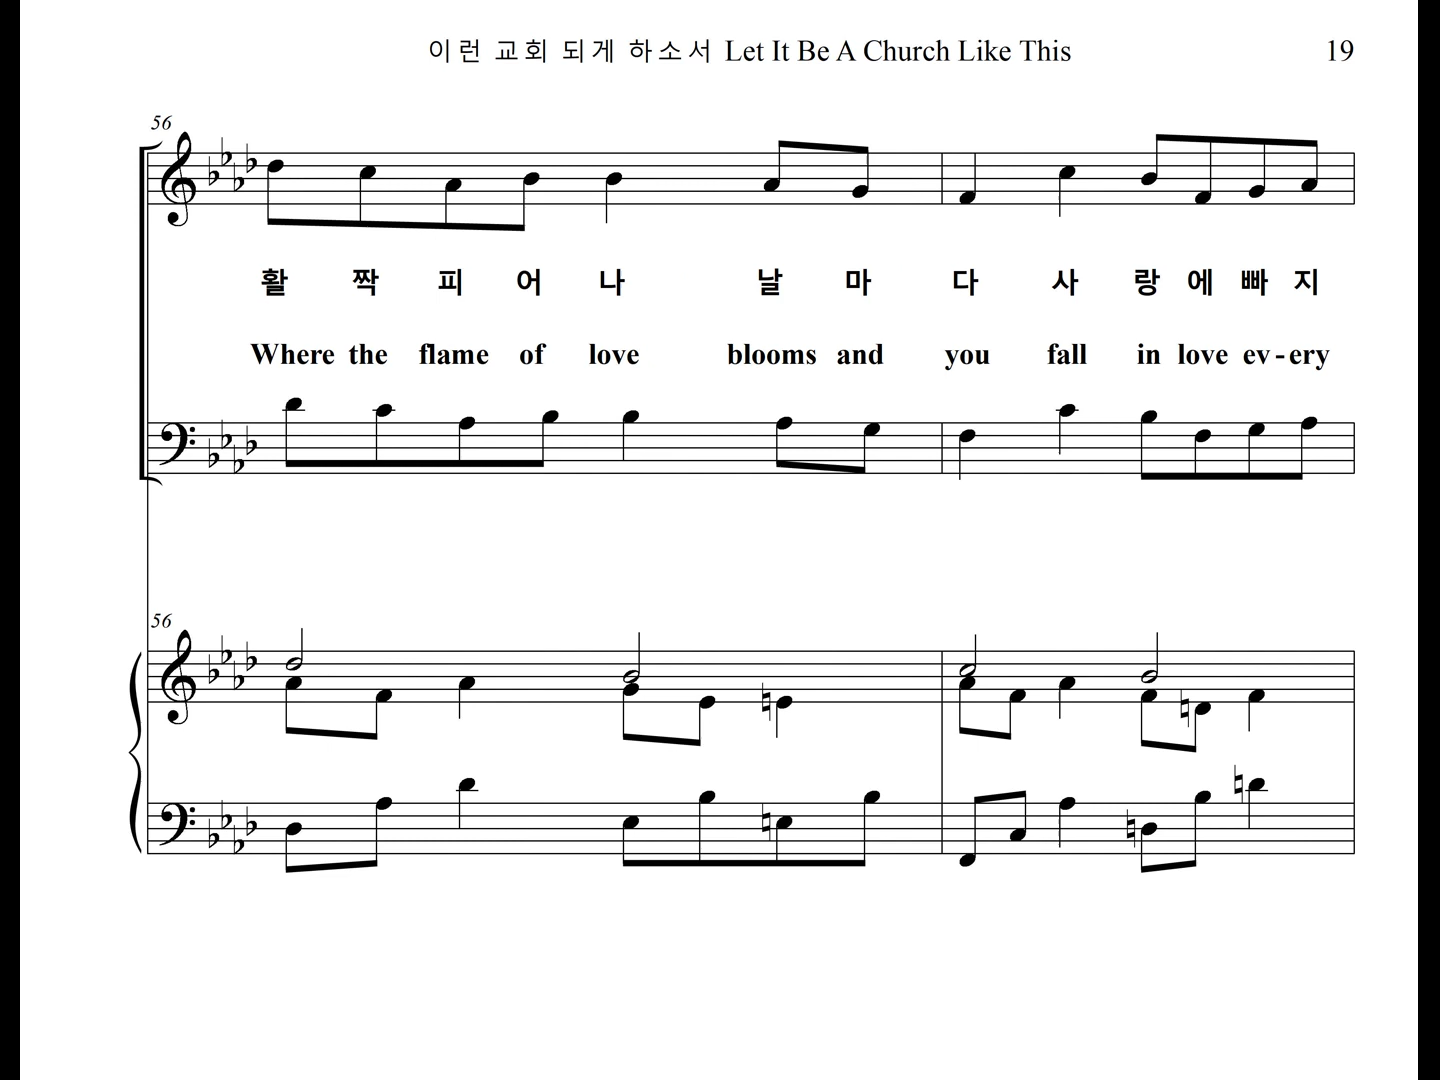 이런 교회 되게 하소서 Let It Be A Church Like This 19
56
활 짝 피 어 나 날 마 다 사 랑 에 빠 지
Where the flame of love blooms and you fall in love ev-ery
56